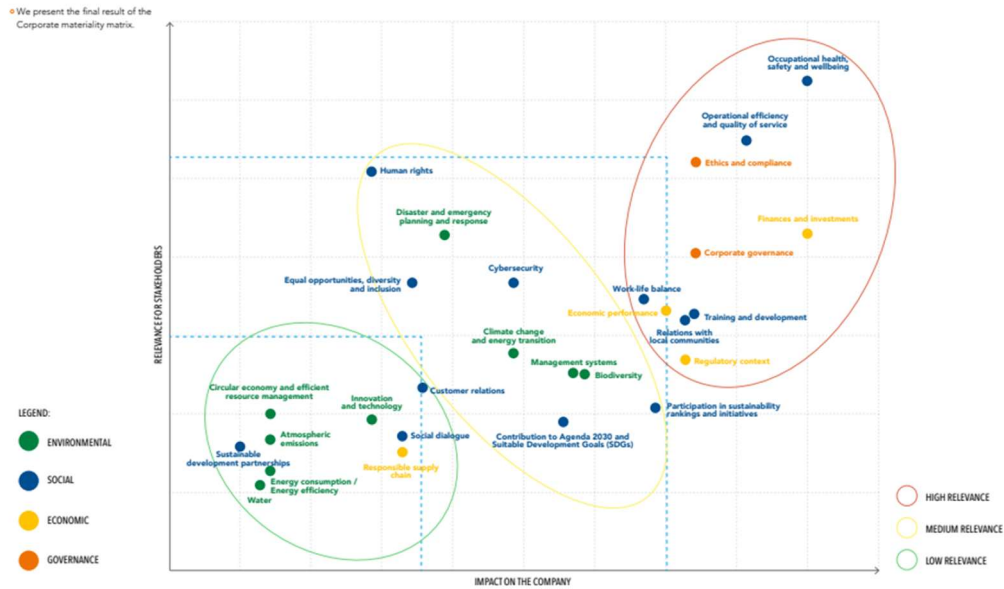 We present the final result of the
Corporate materiality matrix.
RELEVANCE FOR STAKEHOLDERS
Occupational health,
safety and wellbeing
Operational efficiency
and quality of service
Ethics and compliance
Human rights
Disaster and emergency
planning and response
Finances and investments
Corporate governance
Cybersecurity
Equal opportunities, diversity
and inclusion
Work-life balance
Economic performance
Training and development
Relations with
local communities
Climate change
and energy transition
Regulatory context
Management systems
Biodiversity
Circular economy and efficient
resource management
Customer relations
Innovation
and technology
Participation in sustainability
rankings and initiatives
Atmospheric
emissions
Social dialogue
Contribution to Agenda 2030 and
Suitable Development Goals (SDGs)
Sustainable
development partnerships
Responsible supply
chain
Energy consumption /
Energy efficiency
Water
IMPACT ON THE COMPANY
LEGEND:
ENVIRONMENTAL
SOCIAL
ECONOMIC
GOVERNANCE
HIGH RELEVANCE
MEDIUM RELEVANCE
LOW RELEVANCE